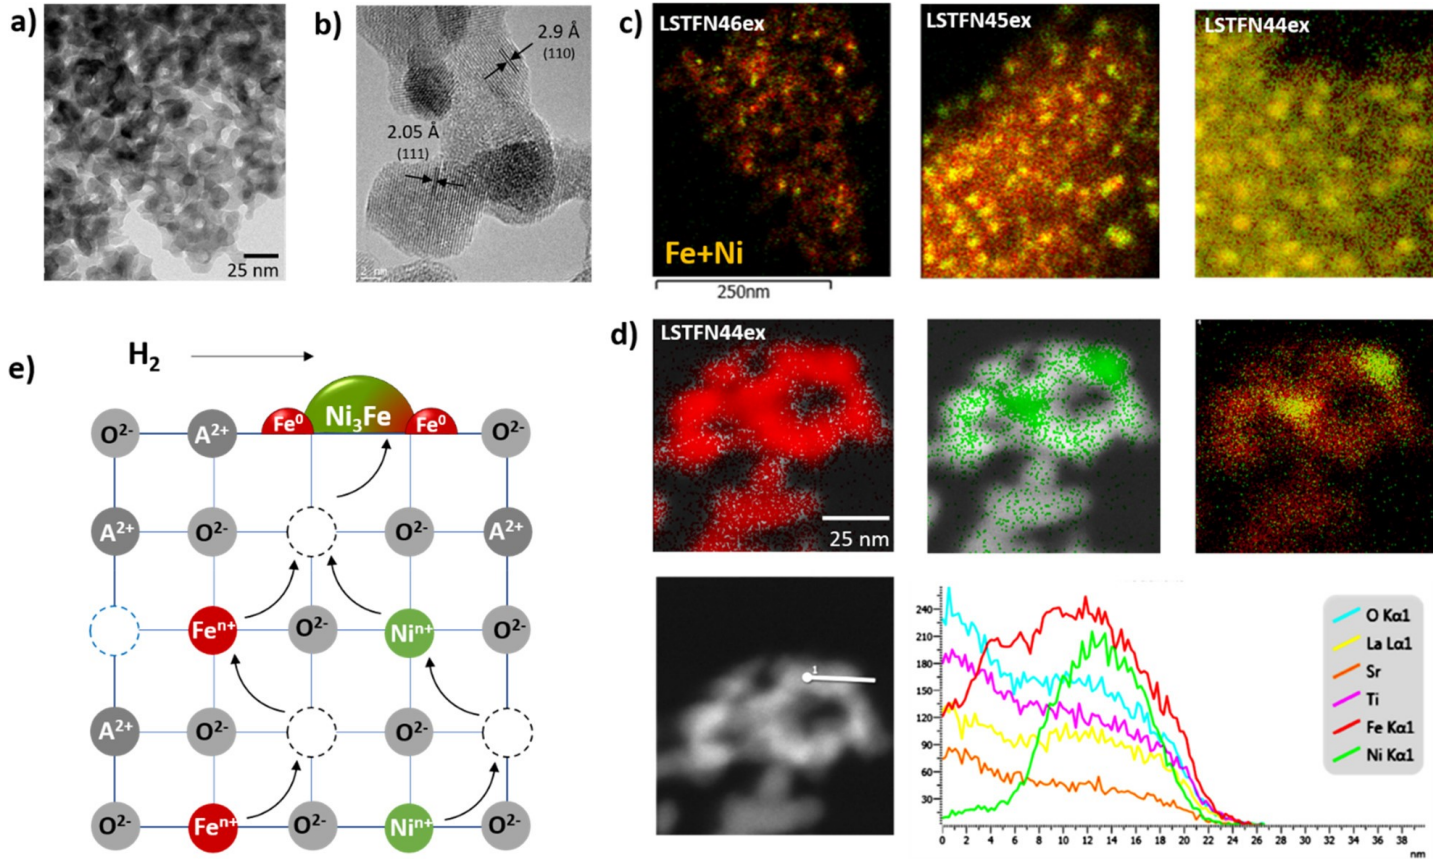 a)
25 nm
b)
2.9 Å
(110)
2.05 Å
(111)
c)
LSTFN46ex
Fe+Ni
250nm
LSTFN45ex
LSTFN44ex
e)
H₂
Fe⁰
Ni₃Fe
Fe⁰
O²⁻
A²⁺
O²⁻
A²⁺
O²⁻
O²⁻
A²⁺
Feⁿ⁺
O²⁻
Niⁿ⁺
O²⁻
A²⁺
O²⁻
O²⁻
O²⁻
Feⁿ⁺
O²⁻
Niⁿ⁺
O²⁻
d)
LSTFN44ex
25 nm
1
240
210
180
150
120
90
60
30
0 2 4 6 8 10 12 14 16 18 20 22 24 26 28 30 32 34 36 38
nm
O Kα1
La Lα1
Sr
Ti
Fe Kα1
Ni Kα1